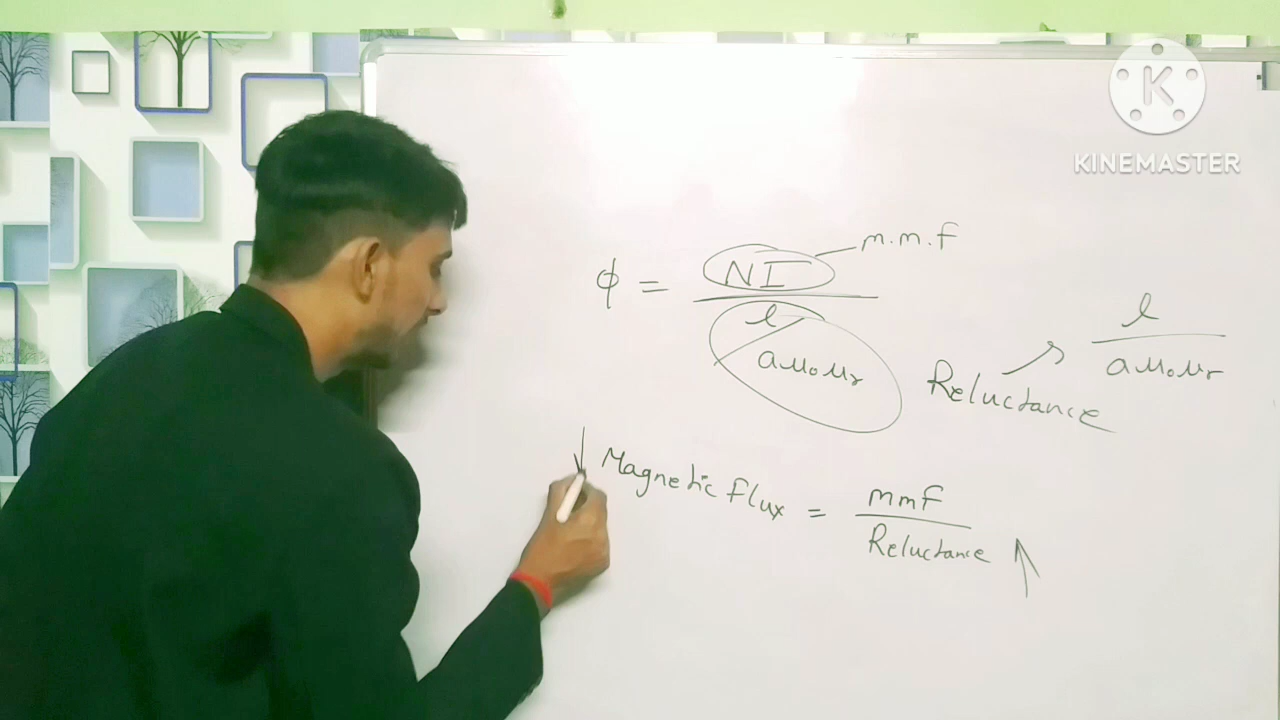 KINEMASTER
m.m.f
ϕ = NI / l / aμ₀μr
Reluctance
l / aμ₀μr
↓ Magnetic flux = mmf / Reluctance ↑